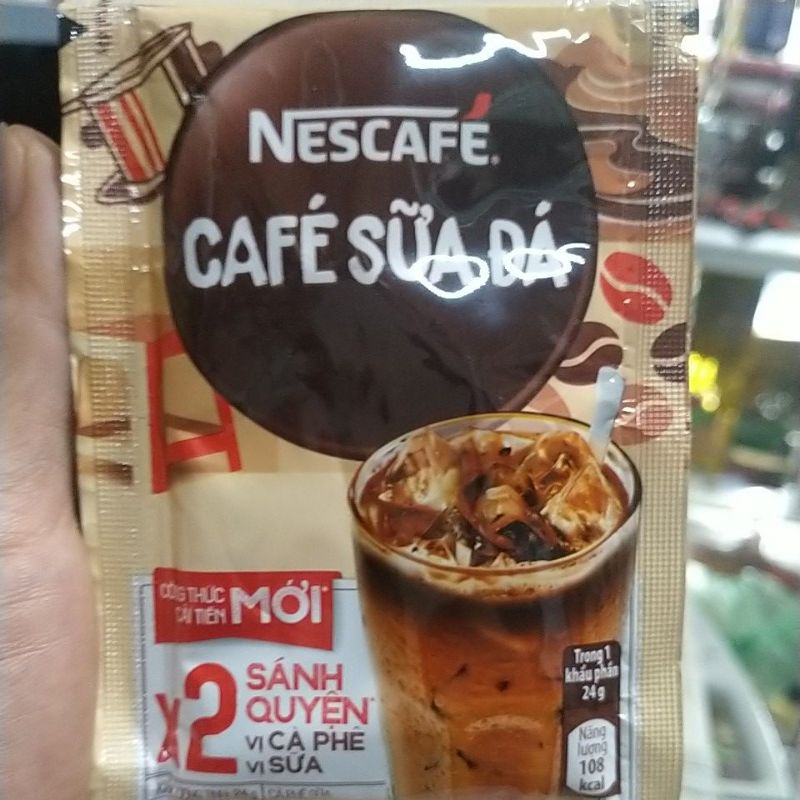 NESCAFÉ
CAFÉ SỮA ĐÁ
CÔNG THỨC
CẢI TIẾN
MỚI*
X2
SÁNH
QUYỆN*
VỊ CÀ PHÊ
VỊ SỮA
Trong 1
khẩu phần
24 g
Năng
lượng
108
kcal